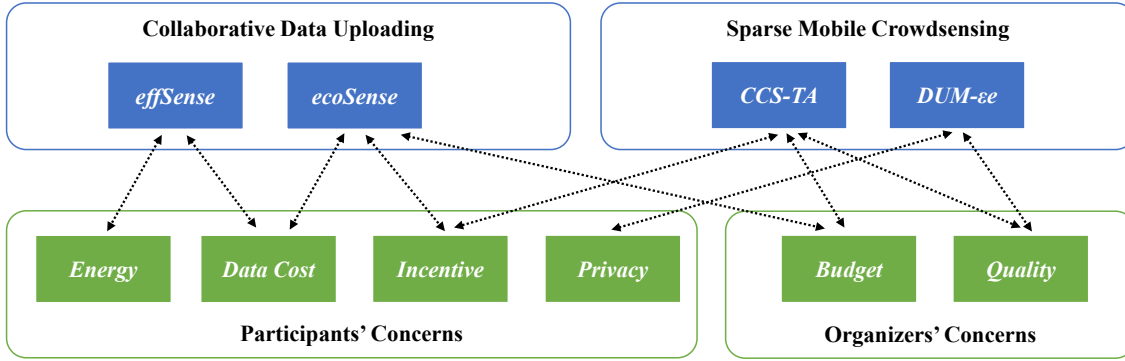 Collaborative Data Uploading
Sparse Mobile Crowdsensing
effSense
ecoSense
CCS-TA
DUM-εe
Energy
Data Cost
Incentive
Privacy
Budget
Quality
Participants’ Concerns
Organizers’ Concerns